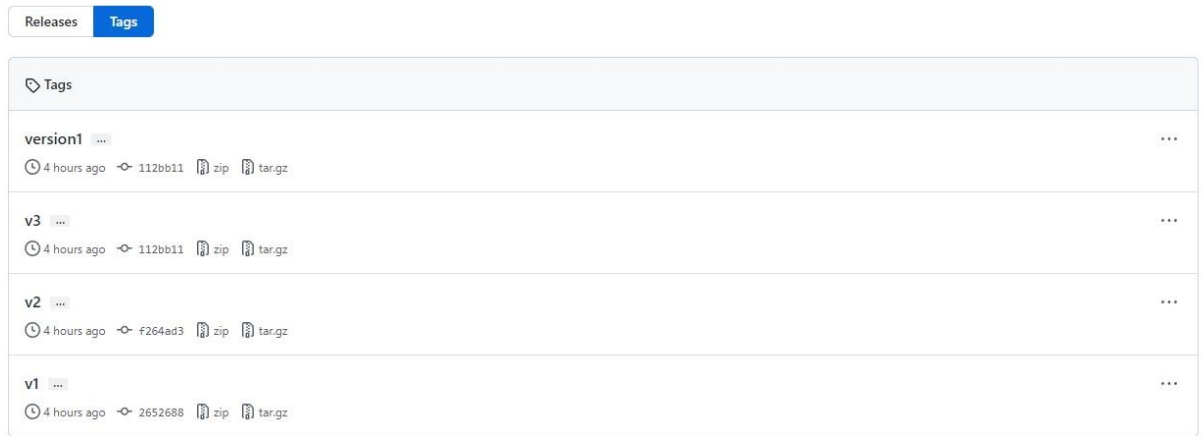 Releases Tags
Tags
version1 ...
4 hours ago 112bb11 zip tar.gz
v3 ...
4 hours ago 112bb11 zip tar.gz
v2 ...
4 hours ago f264ad3 zip tar.gz
v1 ...
4 hours ago 2652688 zip tar.gz